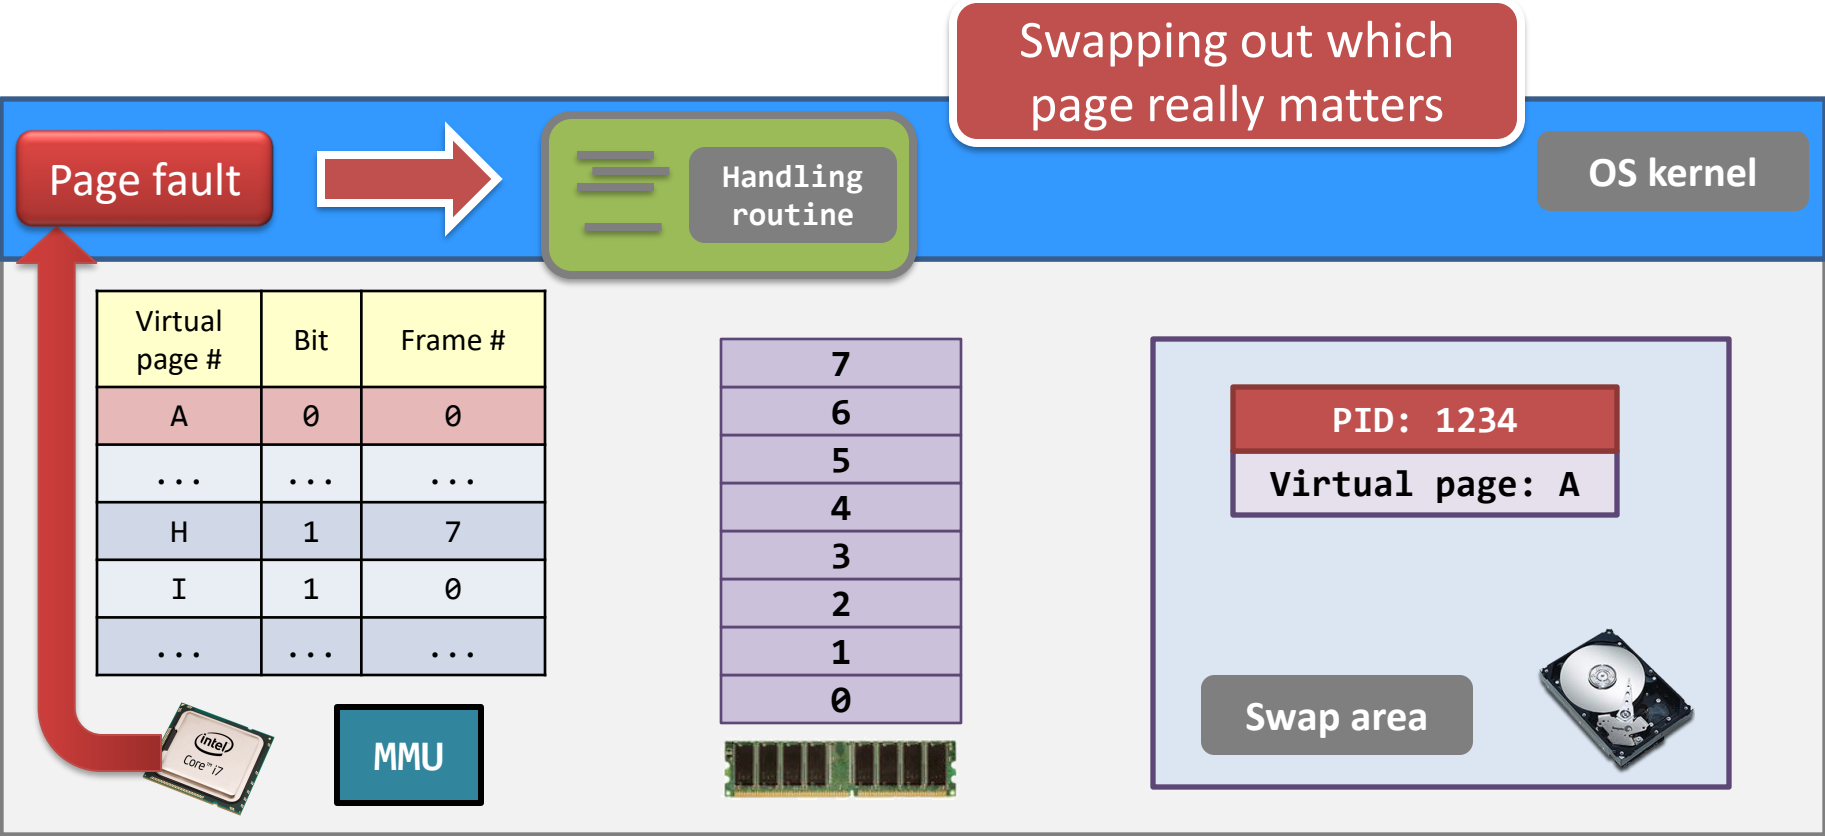 Swapping out which
page really matters
Page fault
Handling
routine
OS kernel
Virtual
page #
Bit
Frame #
A 0 0
... ... ...
H 1 7
I 1 0
... ... ...
7
6
5
4
3
2
1
0
PID: 1234
Virtual page: A
Swap area
(intel)
Core™ i7
MMU